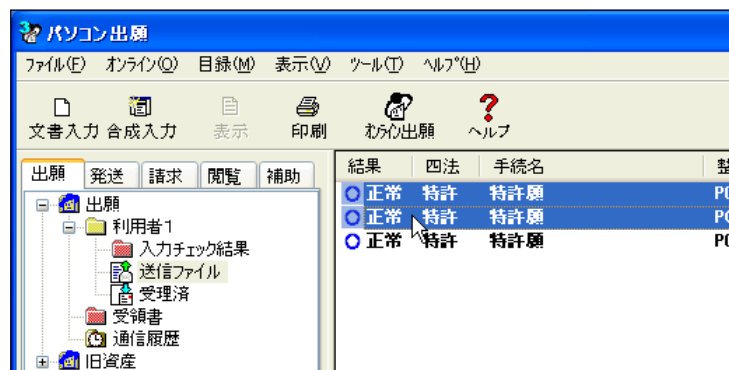 パソコン出願
ファイル(F) オンライン(O) 目録(M) 表示(V) ツール(T) ヘルプ(H)
文書入力 合成入力 表示 印刷 オンライン出願 ヘルプ
出願 発送 請求 閲覧 補助
出願
利用者1
入力チェック結果
送信ファイル
受理済
受領書
通信履歴
旧資産
結果 四法 手続名 整
正常 特許 特許願 P
正常 特許 特許願 P
正常 特許 特許願 P